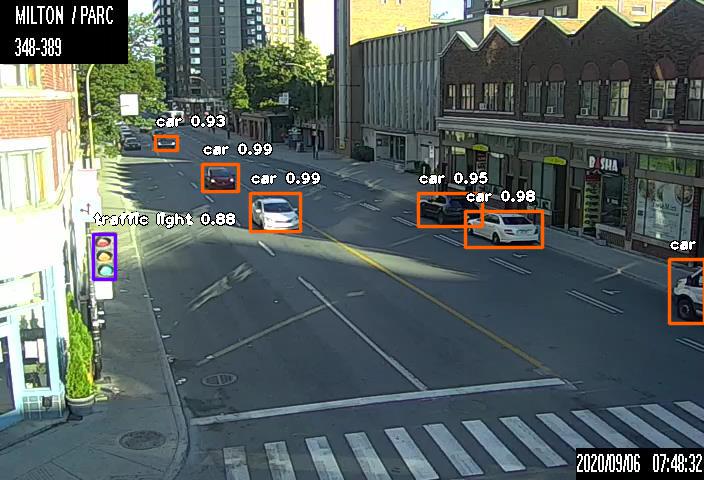 MILTON / PARC
348-389
car 0.93
car 0.99
car 0.99
car 0.95
car 0.98
traffic light 0.88
BASHA
car
2020/09/06 07:48:32